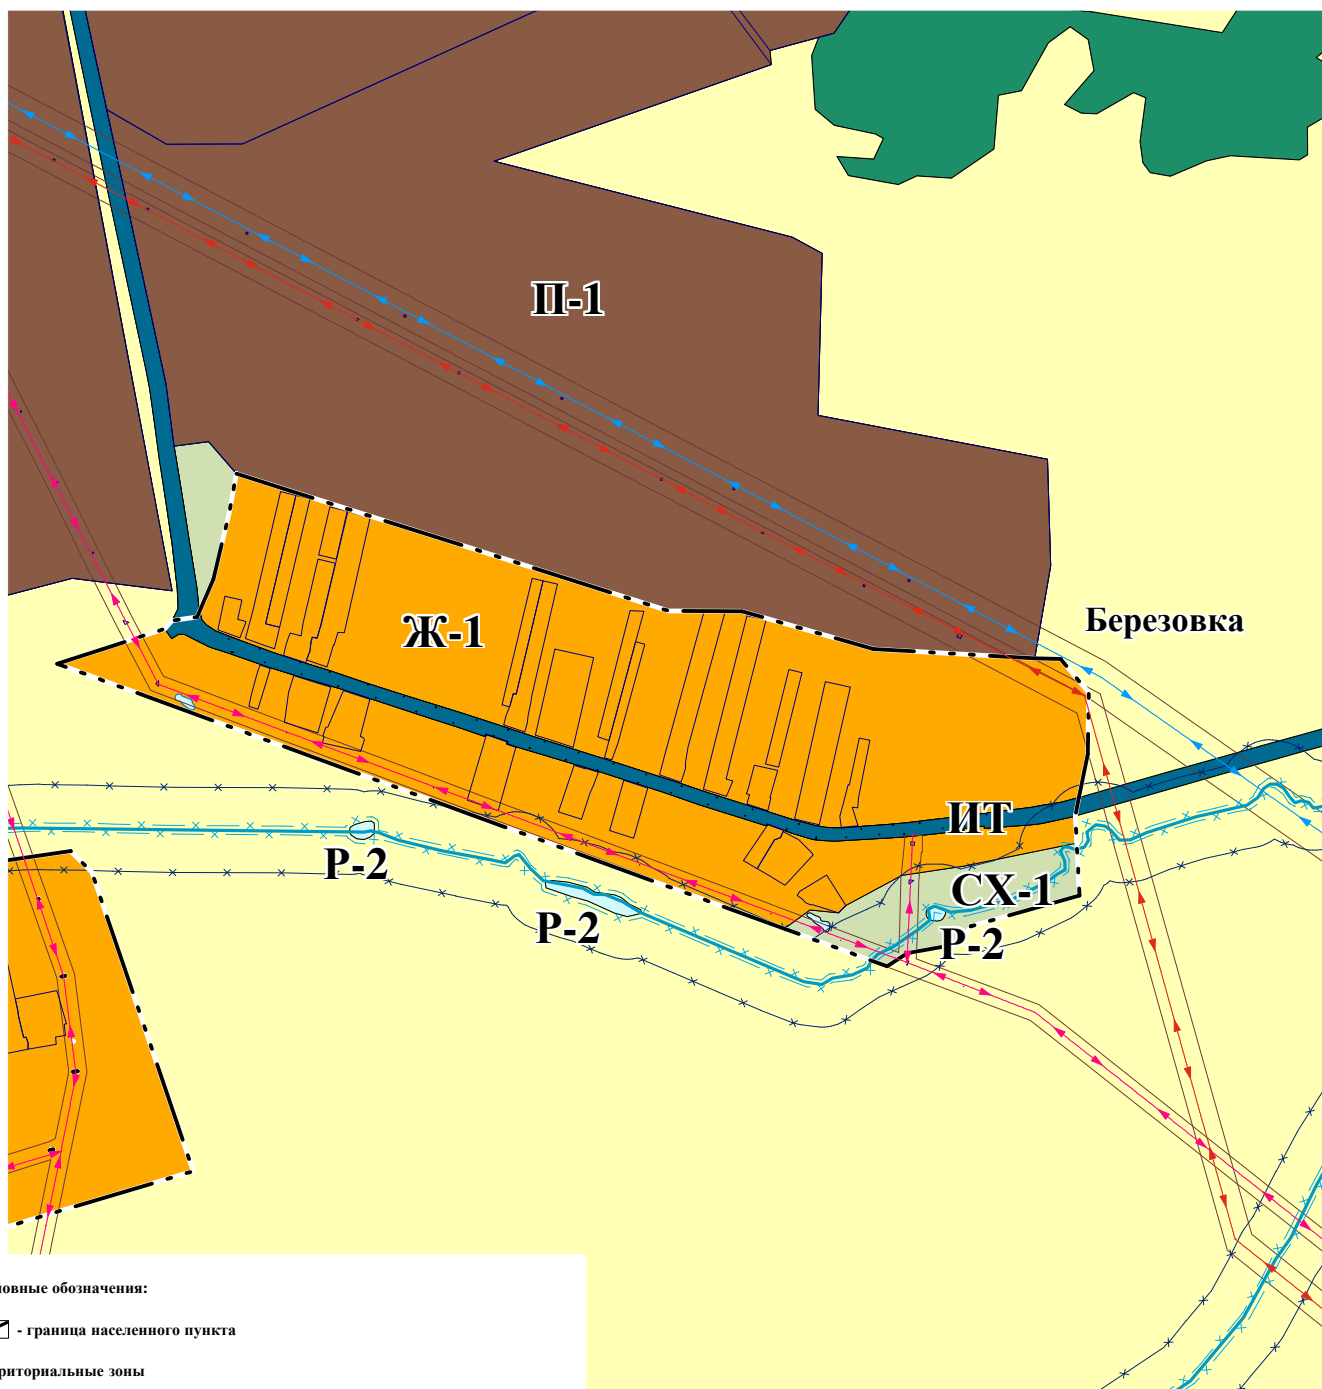 П-1
Березовка
Ж-1
ИТ
Р-2
СХ-1
Р-2
Р-2
ловные обозначения:
- граница населенного пункта
риториальные зоны